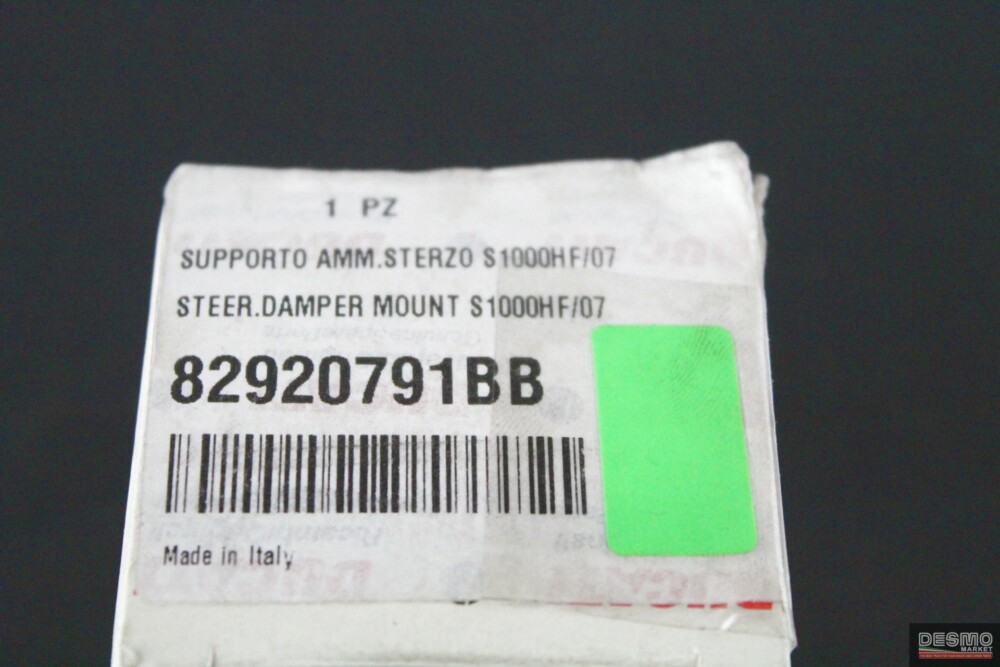 1 PZ
SUPPORTO AMM.STERZO S1000HF/07
STEER.DAMPER MOUNT S1000HF/07
82920791BB
Made in Italy
DESMO
MARKET